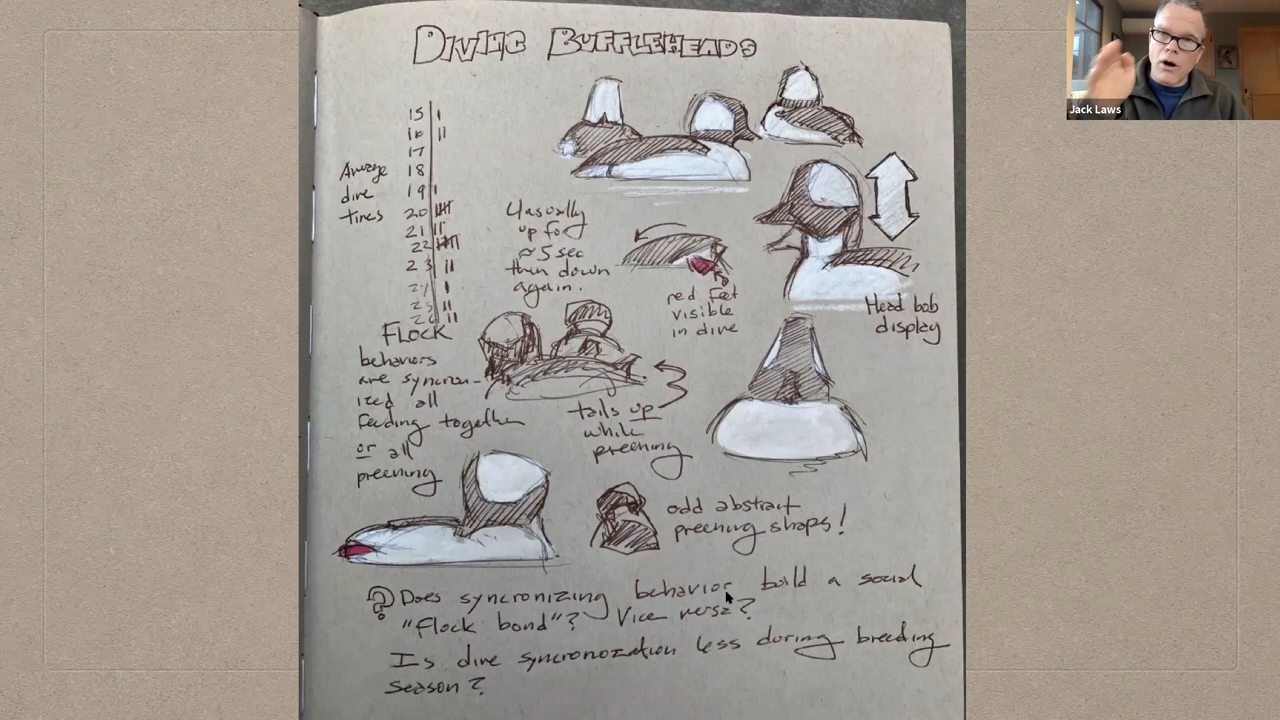 DIVING BUFFLEHEADS
Jack Laws
Average
dive
times
15 |
16 ||
17
18
19 |
20 ||||
21 ||
22 ||||
23 ||
24 |
25 ||
26 ||
Usually
up for
≈ 5 sec
then down
again.
red feet
visible
in dive
Head bob
display
FLOCK
behaviors
are syncron-
ized all
feeding together
or all
preening
tails up
while
preening
odd abstract
preening shaps!
? Does syncronizing behavior build a social
"flock bond"? Vice versa?
Is dive syncronozation less during breeding
season?